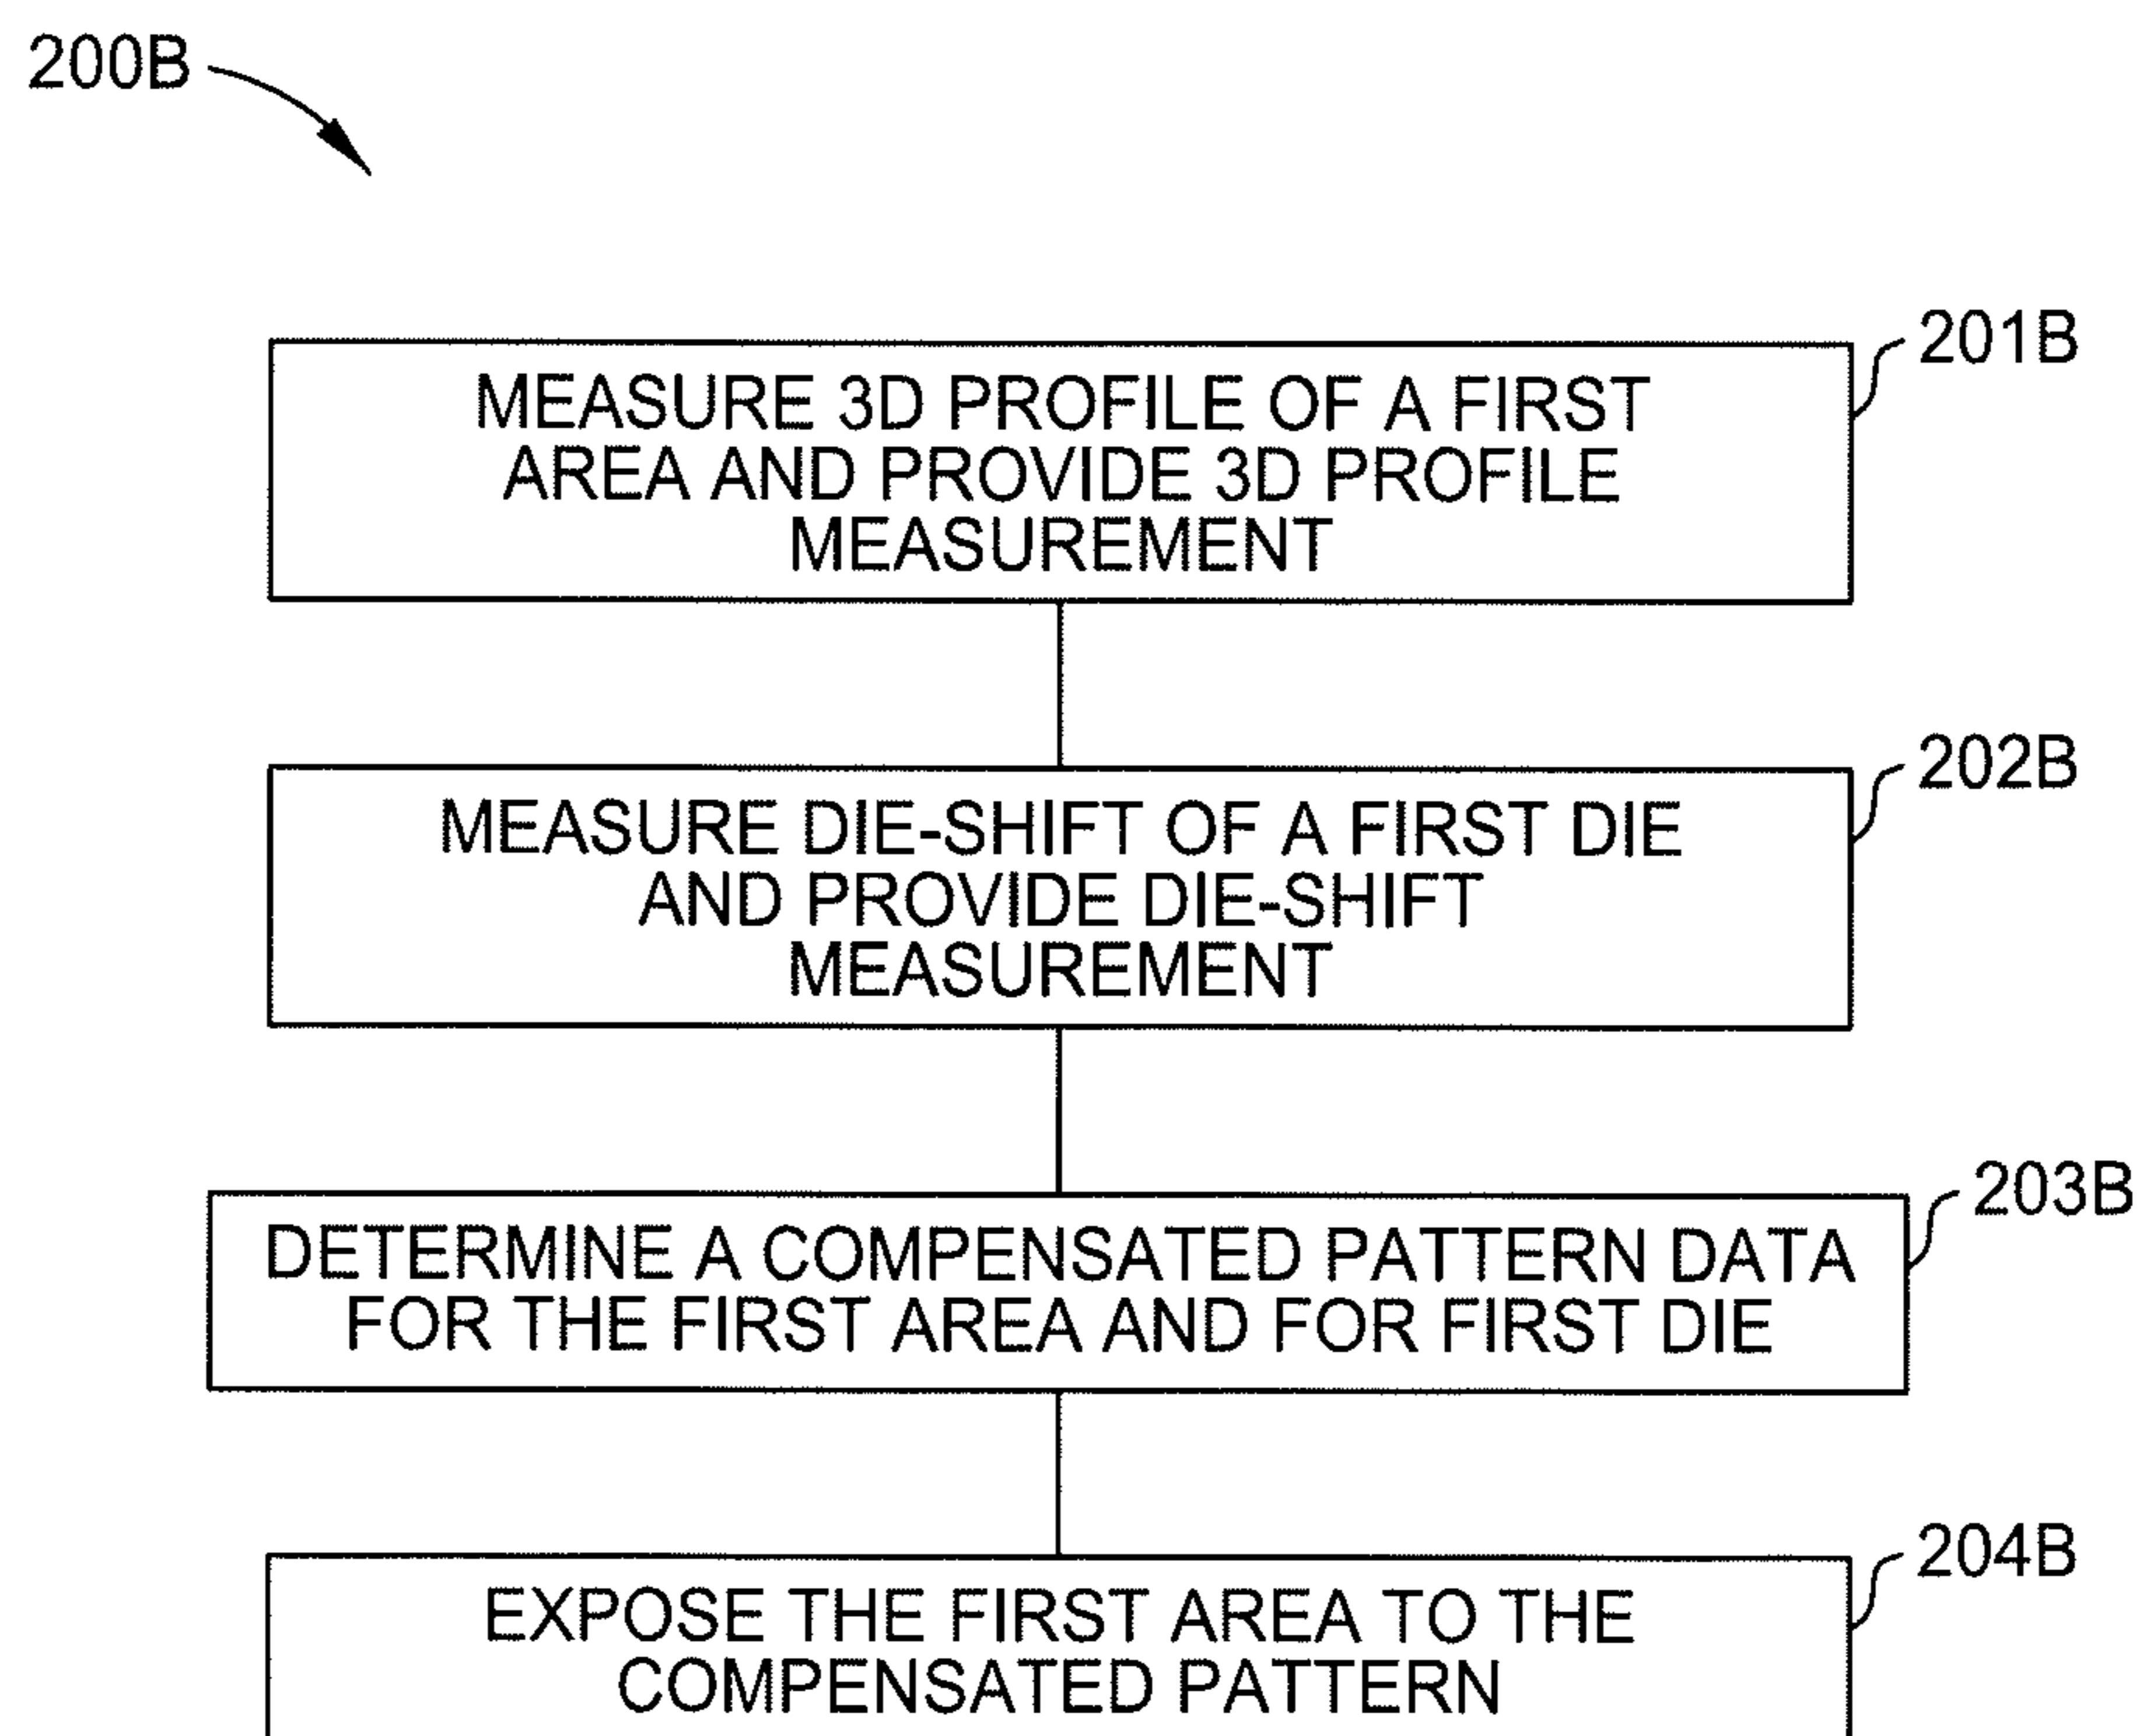 200B
201B
MEASURE 3D PROFILE OF A FIRST
AREA AND PROVIDE 3D PROFILE
MEASUREMENT
202B
MEASURE DIE-SHIFT OF A FIRST DIE
AND PROVIDE DIE-SHIFT
MEASUREMENT
203B
DETERMINE A COMPENSATED PATTERN DATA
FOR THE FIRST AREA AND FOR FIRST DIE
204B
EXPOSE THE FIRST AREA TO THE
COMPENSATED PATTERN